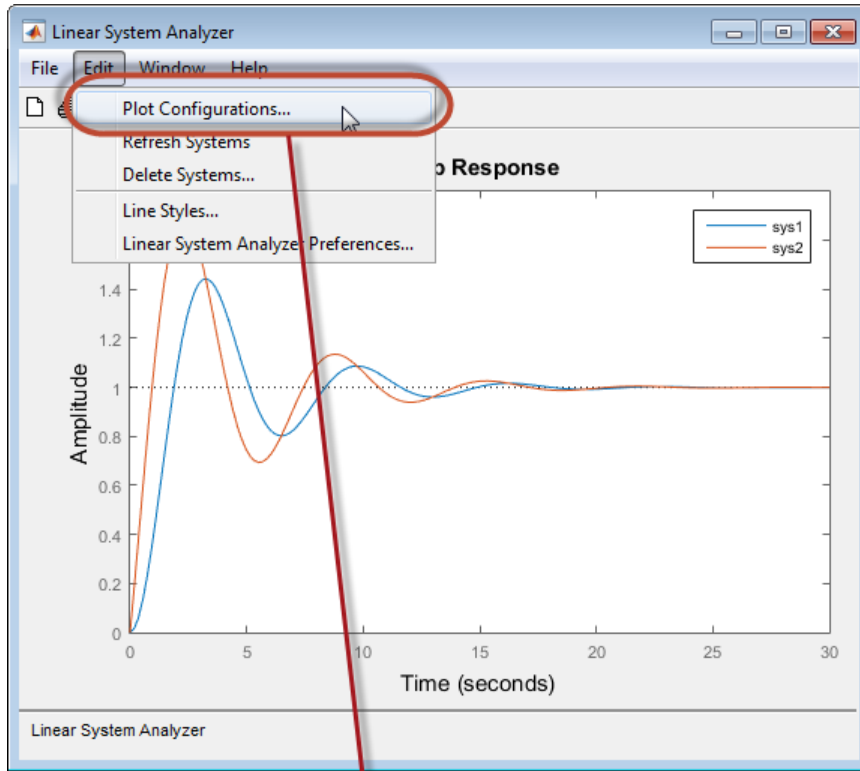 Linear System Analyzer
File Edit Window Help
Plot Configurations...
Refresh Systems
Delete Systems...
Line Styles...
Linear System Analyzer Preferences...
p Response
sys1
sys2
Amplitude
1.4
1.2
1
0.8
0.6
0.4
0.2
0
0 5 10 15 20 25 30
Time (seconds)
Linear System Analyzer